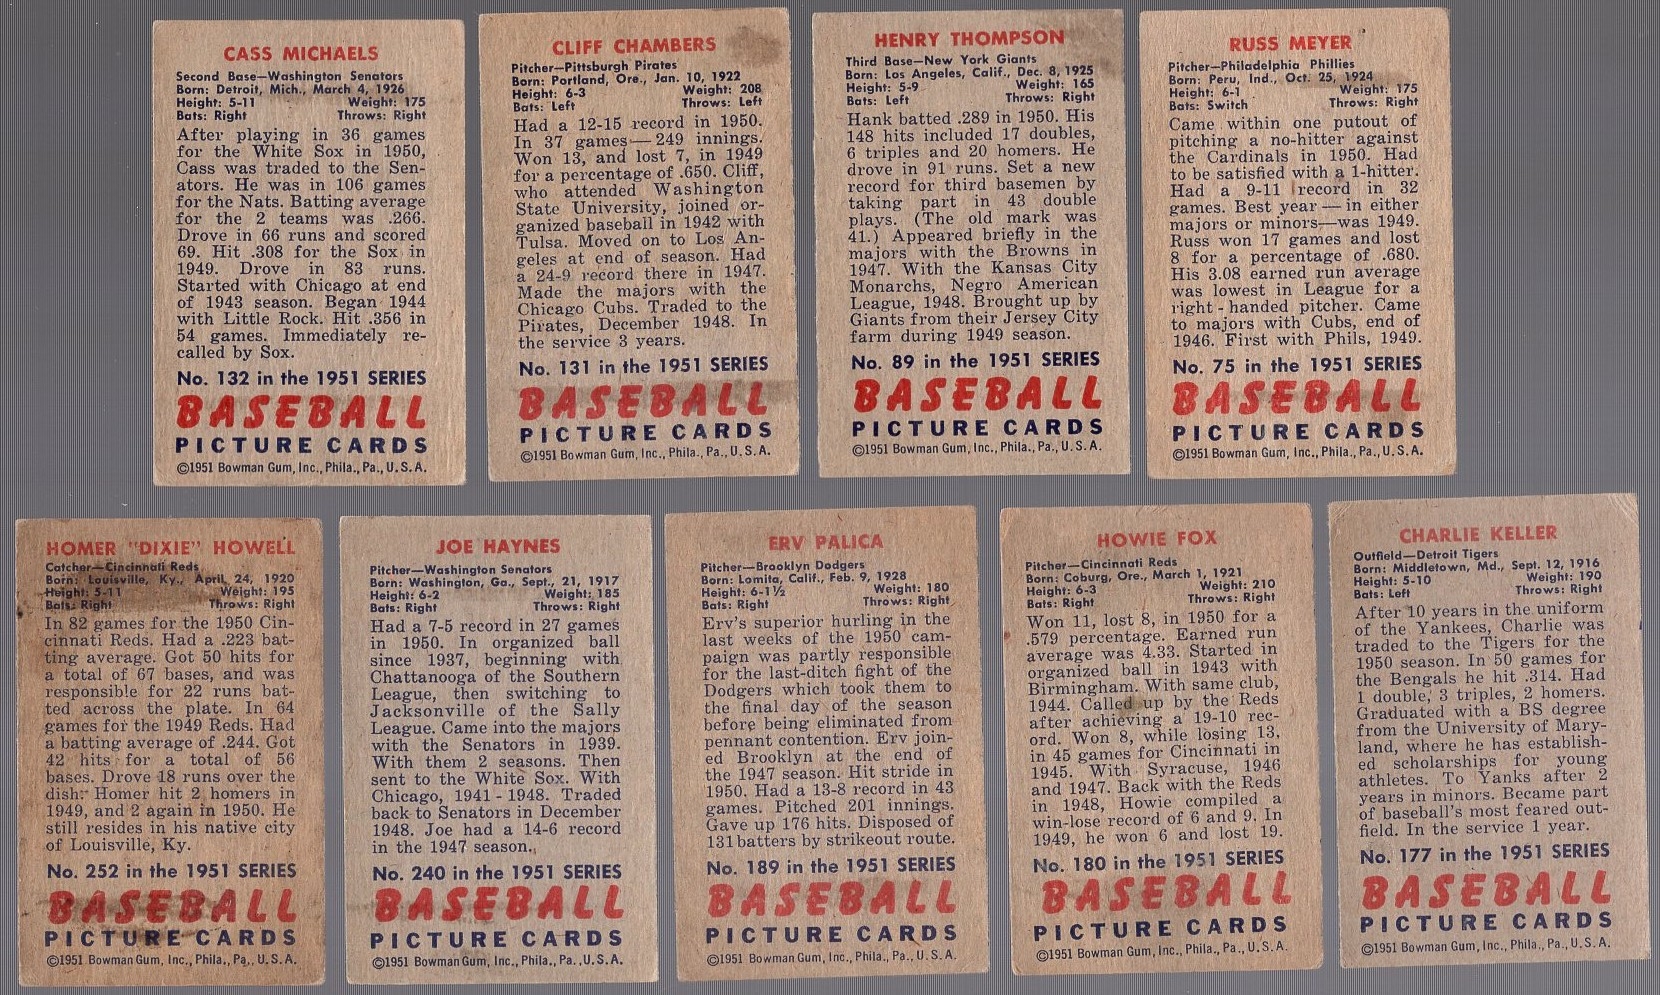 CASS MICHAELS
Second Base—Washington Senators
Born: Detroit, Mich., March 4, 1926
Height: 5-11 Weight: 175
Bats: Right Throws: Right
After playing in 36 games
for the White Sox in 1950,
Cass was traded to the Sen-
ators. He was in 106 games
for the Nats. Batting average
for the 2 teams was .266.
Drove in 66 runs and scored
69. Hit .308 for the Sox in
1949. Drove in 83 runs.
Started with Chicago at end
of 1943 season. Began 1944
with Little Rock. Hit .356 in
54 games. Immediately re-
called by Sox.
No. 132 in the 1951 SERIES
BASEBALL
PICTURE CARDS
©1951 Bowman Gum, Inc., Phila., Pa., U.S.A.
CLIFF CHAMBERS
Pitcher—Pittsburgh Pirates
Born: Portland, Ore., Jan. 10, 1922
Height: 6-3 Weight: 208
Bats: Left Throws: Left
Had a 12-15 record in 1950.
In 37 games—249 innings.
Won 13, and lost 7, in 1949
for a percentage of .650. Cliff,
who attended Washington
State University, joined or-
ganized baseball in 1942 with
Tulsa. Moved on to Los An-
geles at end of season. Had
a 24-9 record there in 1947.
Made the majors with the
Chicago Cubs. Traded to the
Pirates, December 1948. In
the service 3 years.
No. 131 in the 1951 SERIES
BASEBALL
PICTURE CARDS
©1951 Bowman Gum, Inc., Phila., Pa., U.S.A.
HENRY THOMPSON
Third Base—New York Giants
Born: Los Angeles, Calif., Dec. 8, 1925
Height: 5-9 Weight: 165
Bats: Left Throws: Right
Hank batted .289 in 1950. His
148 hits included 17 doubles,
6 triples and 20 homers. He
drove in 91 runs. Set a new
record for third basemen by
taking part in 43 double
plays. (The old mark was
41.) Appeared briefly in the
majors with the Browns in
1947. With the Kansas City
Monarchs, Negro American
League, 1948. Brought up by
Giants from their Jersey City
farm during 1949 season.
No. 89 in the 1951 SERIES
BASEBALL
PICTURE CARDS
©1951 Bowman Gum, Inc., Phila., Pa., U.S.A.
RUSS MEYER
Pitcher—Philadelphia Phillies
Born: Peru, Ind., Oct. 25, 1924
Height: 6-1 Weight: 175
Bats: Switch Throws: Right
Came within one putout of
pitching a no-hitter against
the Cardinals in 1950. Had
to be satisfied with a 1-hitter.
Had a 9-11 record in 32
games. Best year—in either
majors or minors—was 1949.
Russ won 17 games and lost
8 for a percentage of .680.
His 3.08 earned run average
was lowest in League for a
right-handed pitcher. Came
to majors with Cubs, end of
1946. First with Phils, 1949.
No. 75 in the 1951 SERIES
BASEBALL
PICTURE CARDS
©1951 Bowman Gum, Inc., Phila., Pa., U.S.A.
HOMER "DIXIE" HOWELL
Catcher—Cincinnati Reds
Born: Louisville, Ky., April 24, 1920
Height: 5-11 Weight: 195
Bats: Right Throws: Right
In 82 games for the 1950 Cin-
cinnati Reds. Had a .223 bat-
ting average. Got 50 hits for
a total of 67 bases, and was
responsible for 22 runs bat-
ted across the plate. In 64
games for the 1949 Reds. Had
a batting average of .244. Got
42 hits for a total of 56
bases. Drove 18 runs over the
dish. Homer hit 2 homers in
1949, and 2 again in 1950. He
still resides in his native city
of Louisville, Ky.
No. 252 in the 1951 SERIES
BASEBALL
PICTURE CARDS
©1951 Bowman Gum, Inc., Phila., Pa., U.S.A.
JOE HAYNES
Pitcher—Washington Senators
Born: Washington, Ga., Sept., 21, 1917
Height: 6-2 Weight: 185
Bats: Right Throws: Right
Had a 7-5 record in 27 games
in 1950. In organized ball
since 1937, beginning with
Chattanooga of the Southern
League, then switching to
Jacksonville of the Sally
League. Came into the majors
with the Senators in 1939.
With them 2 seasons. Then
sent to the White Sox. With
Chicago, 1941-1948. Traded
back to Senators in December
1948. Joe had a 14-6 record
in the 1947 season.
No. 240 in the 1951 SERIES
BASEBALL
PICTURE CARDS
©1951 Bowman Gum, Inc., Phila., Pa., U.S.A.
ERV PALICA
Pitcher—Brooklyn Dodgers
Born: Lomita, Calif., Feb. 9, 1928
Height: 6-1½ Weight: 180
Bats: Right Throws: Right
Erv's superior hurling in the
last weeks of the 1950 cam-
paign was partly responsible
for the last-ditch fight of the
Dodgers which took them to
the final day of the season
before being eliminated from
pennant contention. Erv join-
ed Brooklyn at the end of
the 1947 season. Hit stride in
1950. Had a 13-8 record in 43
games. Pitched 201 innings.
Gave up 176 hits. Disposed of
131 batters by strikeout route.
No. 189 in the 1951 SERIES
BASEBALL
PICTURE CARDS
©1951 Bowman Gum, Inc., Phila., Pa., U.S.A.
HOWIE FOX
Pitcher—Cincinnati Reds
Born: Coburg, Ore., March 1, 1921
Height: 6-3 Weight: 210
Bats: Right Throws: Right
Won 11, lost 8, in 1950 for a
.579 percentage. Earned run
average was 4.33. Started in
organized ball in 1943 with
Birmingham. With same club,
1944. Called up by the Reds
after achieving a 19-10 rec-
ord. Won 8, while losing 13,
in 45 games for Cincinnati in
1945. With Syracuse, 1946
and 1947. Back with the Reds
in 1948, Howie compiled a
win-lose record of 6 and 9. In
1949, he won 6 and lost 19.
No. 180 in the 1951 SERIES
BASEBALL
PICTURE CARDS
©1951 Bowman Gum, Inc., Phila., Pa., U.S.A.
CHARLIE KELLER
Outfield—Detroit Tigers
Born: Middletown, Md., Sept. 12, 1916
Height: 5-10 Weight: 190
Bats: Left Throws: Right
After 10 years in the uniform
of the Yankees, Charlie was
traded to the Tigers for the
1950 season. In 50 games for
the Bengals he hit .314. Had
1 double, 3 triples, 2 homers.
Graduated with a BS degree
from the University of Mary-
land, where he has establish-
ed scholarships for young
athletes. To Yanks after 2
years in minors. Became part
of baseball's most feared out-
field. In the service 1 year.
No. 177 in the 1951 SERIES
BASEBALL
PICTURE CARDS
©1951 Bowman Gum, Inc., Phila., Pa., U.S.A.